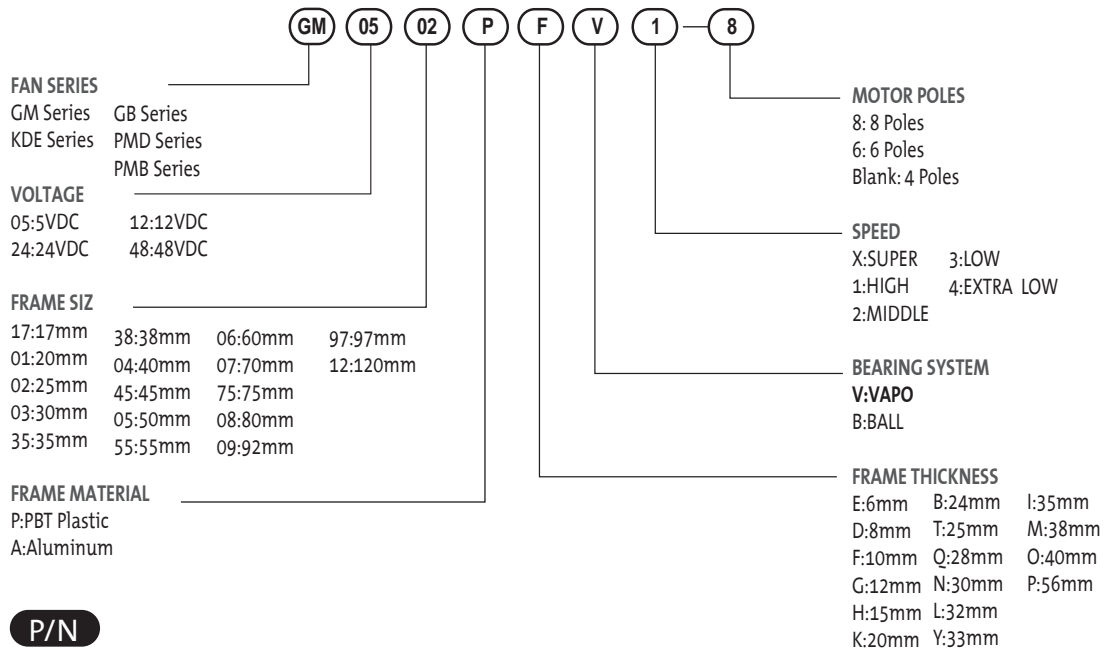 GM 05 02 P F V 1 8
FAN SERIES
GM Series GB Series
KDE Series PMD Series
PMB Series
VOLTAGE
05:5VDC 12:12VDC
24:24VDC 48:48VDC
FRAME SIZ
17:17mm 38:38mm 06:60mm 97:97mm
01:20mm 04:40mm 07:70mm 12:120mm
02:25mm 45:45mm 75:75mm
03:30mm 05:50mm 08:80mm
35:35mm 55:55mm 09:92mm
FRAME MATERIAL
P:PBT Plastic
A:Aluminum
P/N
MOTOR POLES
8: 8 Poles
6: 6 Poles
Blank: 4 Poles
SPEED
X:SUPER 3:LOW
1:HIGH 4:EXTRA LOW
2:MIDDLE
BEARING SYSTEM
V:VAPO
B:BALL
FRAME THICKNESS
E:6mm B:24mm I:35mm
D:8mm T:25mm M:38mm
F:10mm Q:28mm O:40mm
G:12mm N:30mm P:56mm
H:15mm L:32mm
K:20mm Y:33mm